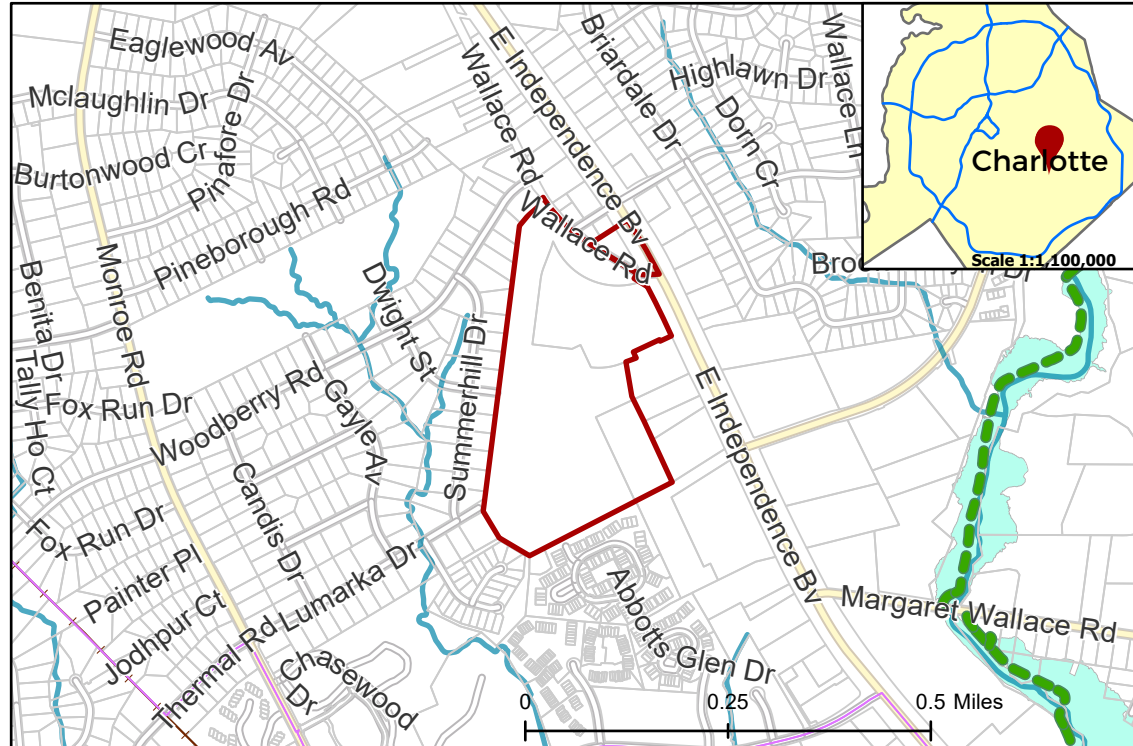 Eaglewood Av
Mclaughlin Dr
Burtonwood Cr
Pinafore Dr
Pineborough Rd
Wallace Rd
E Independence Bv
Briardale Dr
Highlawn Dr
Dorn Cr
Wallace Ln
Charlotte
Scale 1:1,100,000
Wallace Rd
Benita Dr
Tally Ho Ct
Monroe Rd
Fox Run Dr
Woodberry Rd
Dwight St
Gayle Av
Summerhill Dr
E Independence Bv
Fox Run Dr
Candis Dr
Painter Pl
Jodhpur Ct
Thermal Rd
Lumarka Dr
Chasewood
Dr
Abbotts Glen Dr
Margaret Wallace Rd
0
0.25
0.5 Miles